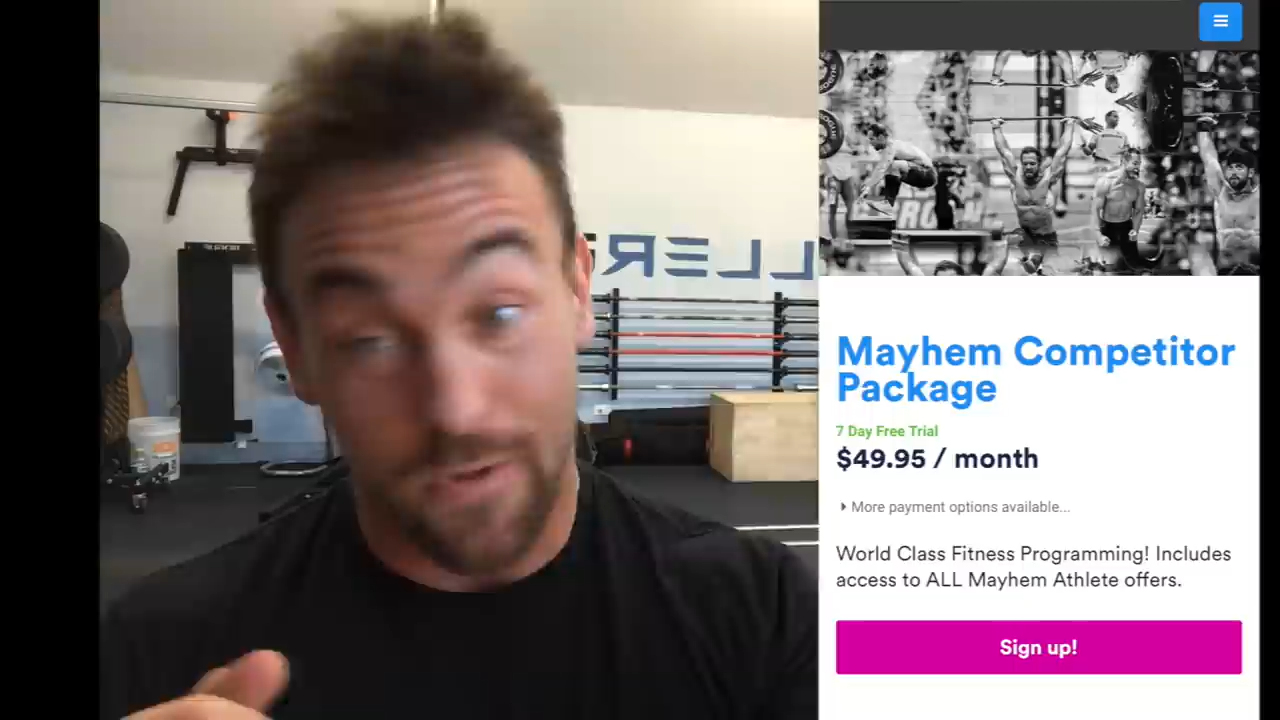 LLER
Mayhem Competitor
Package
7 Day Free Trial
$49.95 / month
More payment options available...
World Class Fitness Programming! Includes
access to ALL Mayhem Athlete offers.
Sign up!